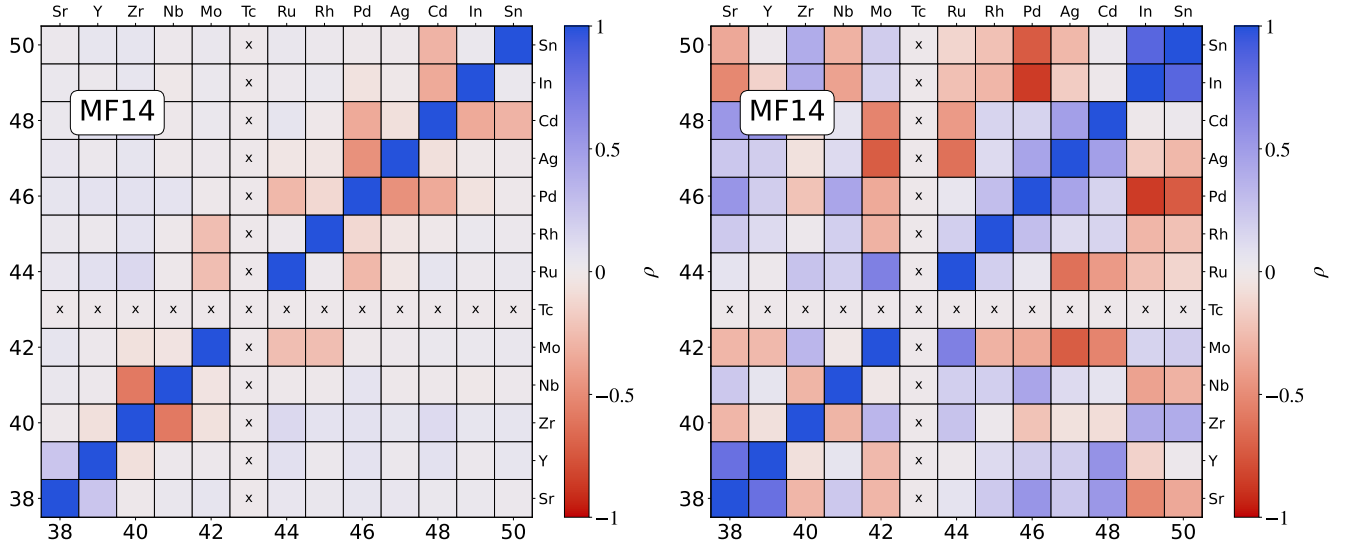 Sr Y Zr Nb Mo Tc Ru Rh Pd Ag Cd In Sn
50 x Sn 1
x In
MF14
48 x Cd
x Ag 0.5
46 x Pd
x Rh
44 x Ru 0 ρ
x x x x x x x x x x x x x Tc
42 x Mo
x Nb −0.5
40 x Zr
x Y
38 x Sr −1
38 40 42 44 46 48 50
Sr Y Zr Nb Mo Tc Ru Rh Pd Ag Cd In Sn
50 x Sn 1
x In
MF14
48 x Cd
x Ag 0.5
46 x Pd
x Rh
44 x Ru 0 ρ
x x x x x x x x x x x x x Tc
42 x Mo
x Nb −0.5
40 x Zr
x Y
38 x Sr −1
38 40 42 44 46 48 50